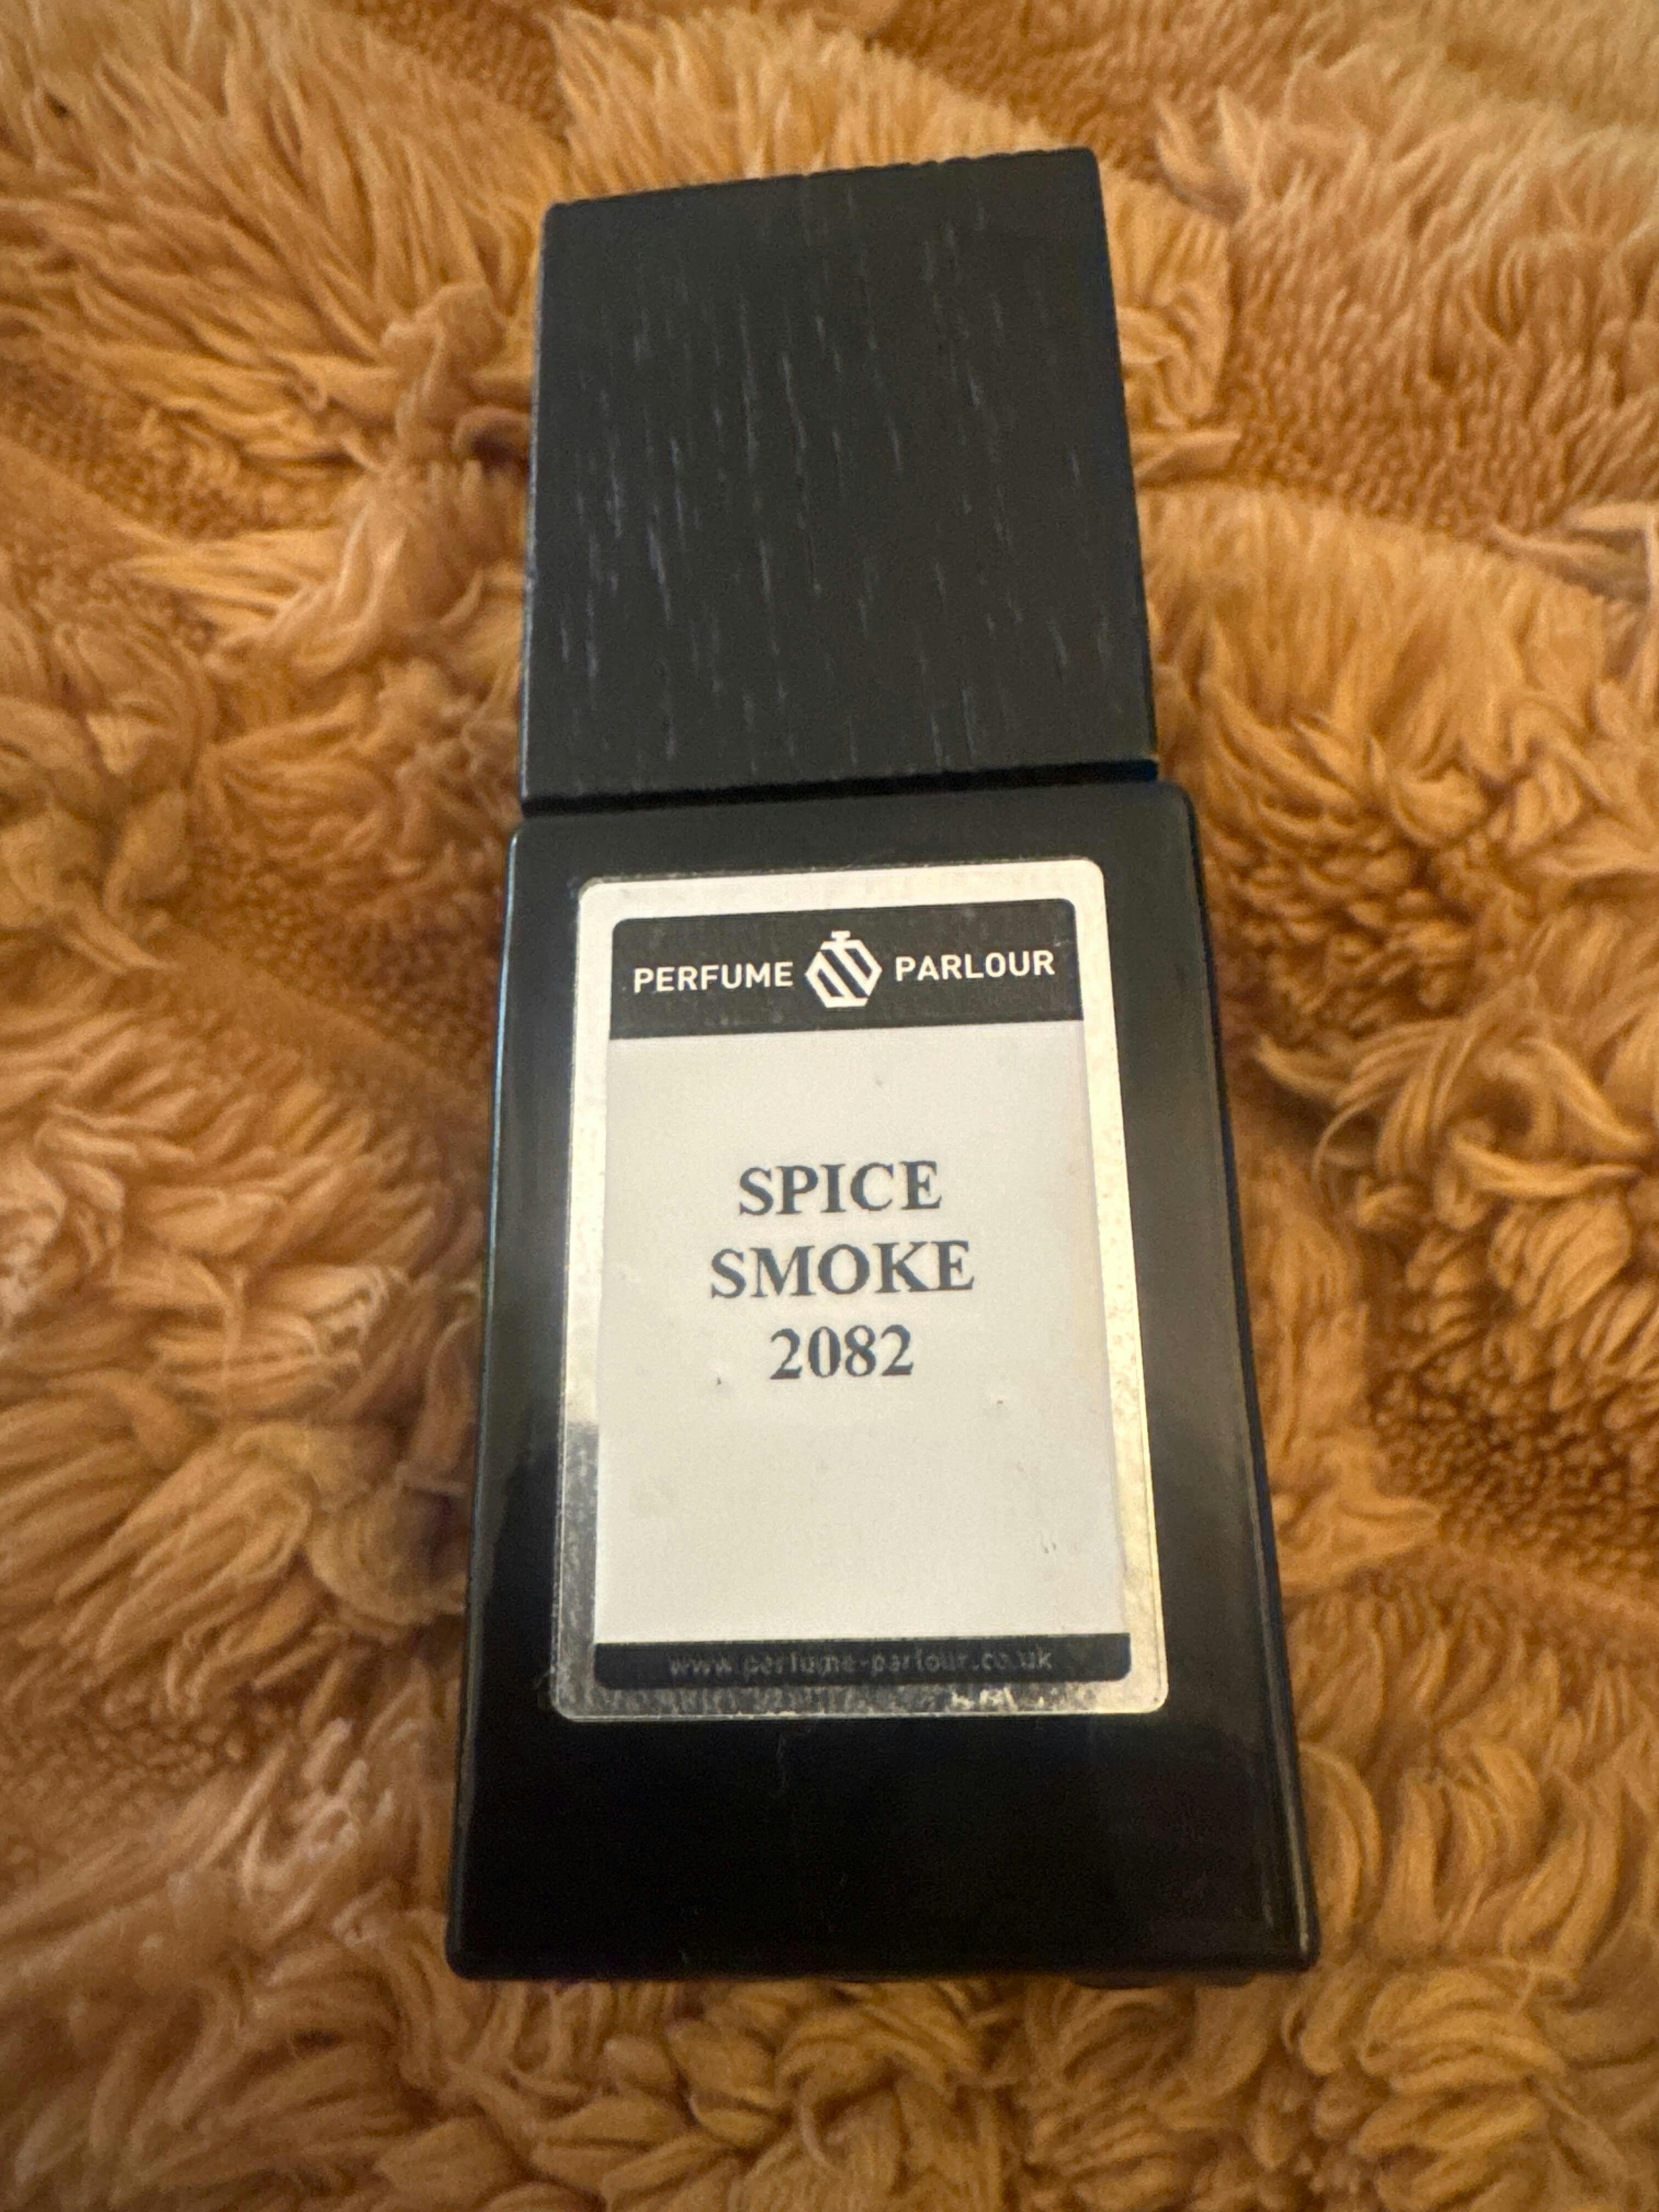 PERFUME PARLOUR
SPICE
SMOKE
2082
www.perfume-parlour.co.uk